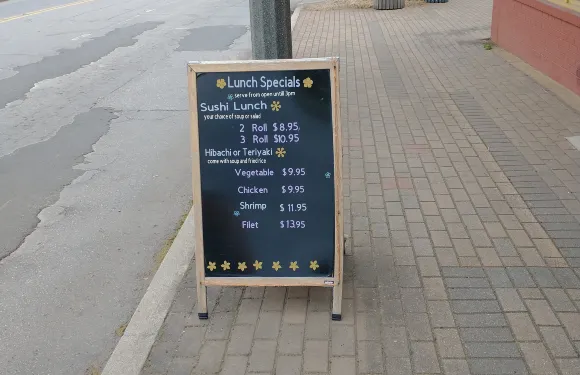 Lunch Specials
serve from open untill 3pm
Sushi Lunch
your chance of soup or salad
2 Roll $8.95
3 Roll $10.95
Hibachi or Teriyaki
come with soup and fried rice
Vegetable $9.95
Chicken $9.95
Shrimp $11.95
Filet $13.95